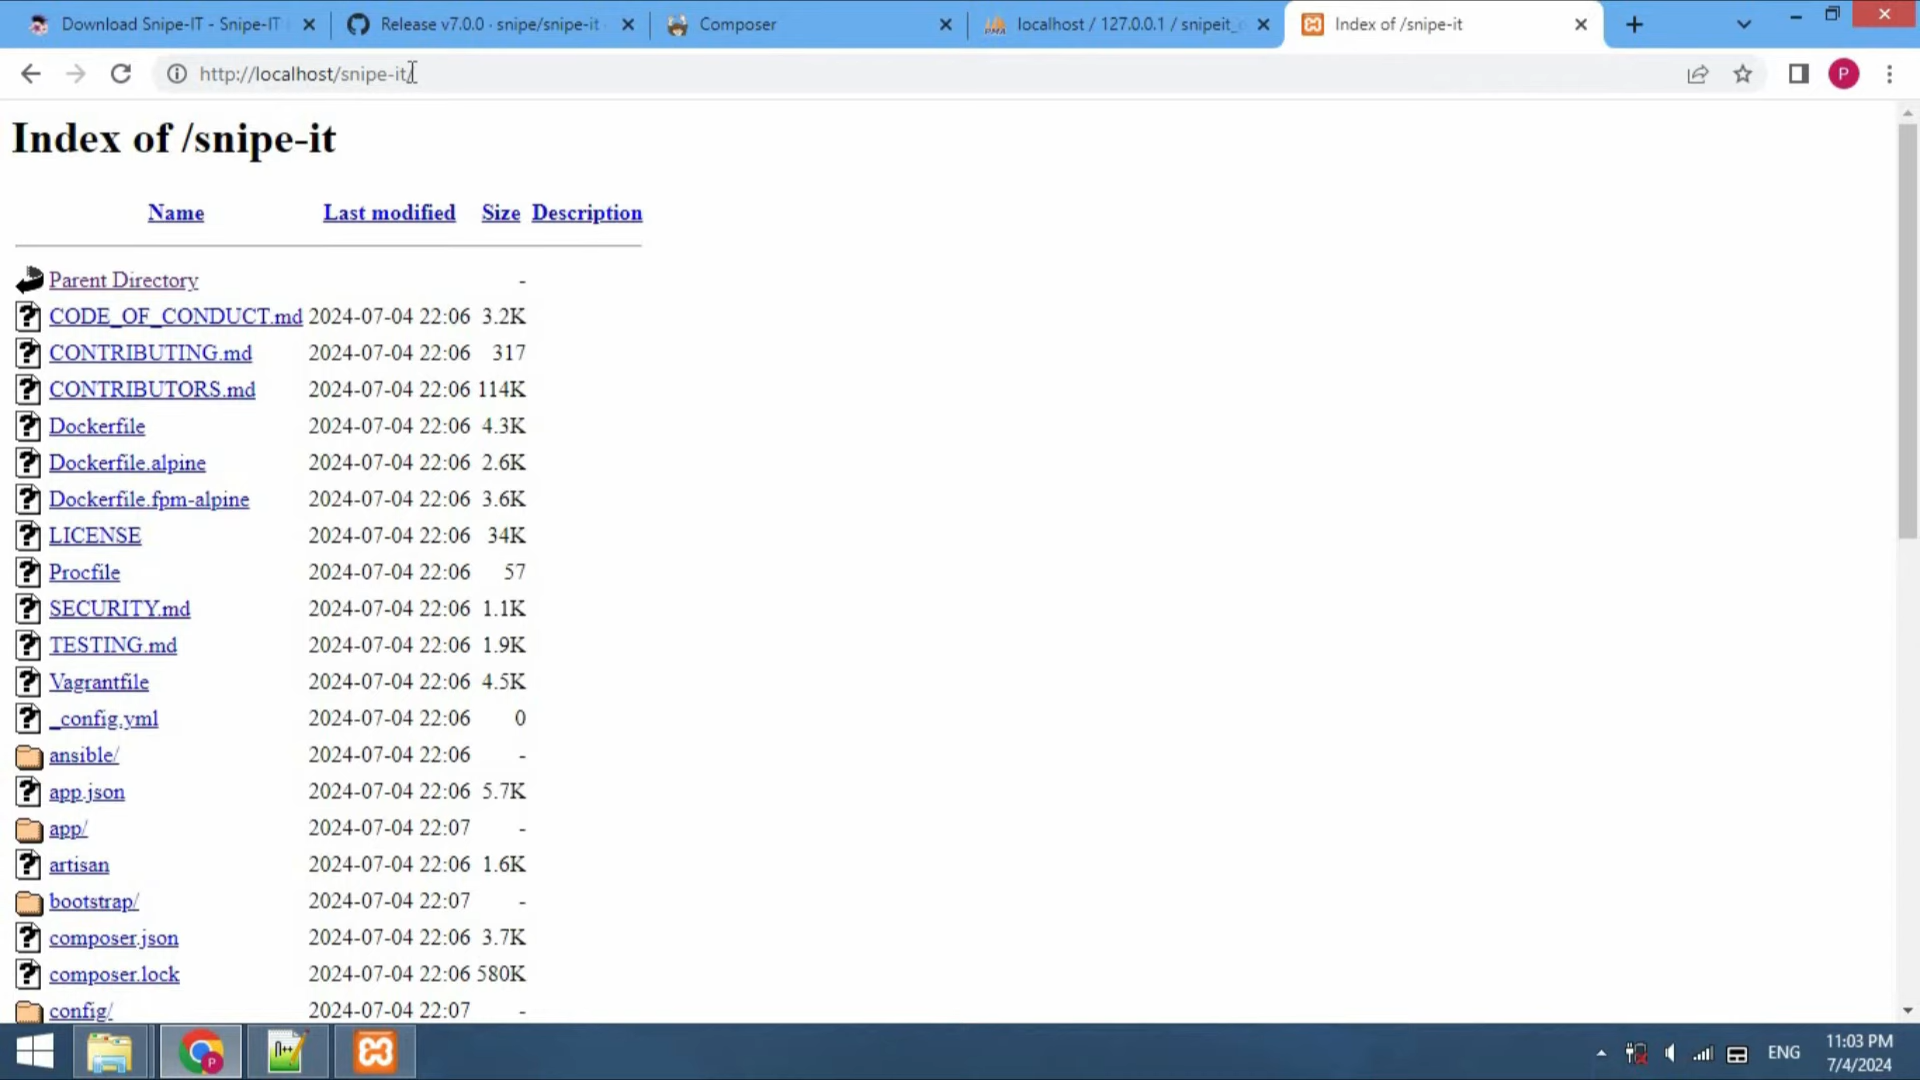 Download Snipe-IT - Snipe-IT
Release v7.0.0 · snipe/snipe-it ·
Composer
localhost / 127.0.0.1 / snipeit_
Index of /snipe-it
http://localhost/snipe-it/
P
Index of /snipe-it
Name Last modified Size Description
Parent Directory -
CODE_OF_CONDUCT.md 2024-07-04 22:06 3.2K
CONTRIBUTING.md 2024-07-04 22:06 317
CONTRIBUTORS.md 2024-07-04 22:06 114K
Dockerfile 2024-07-04 22:06 4.3K
Dockerfile.alpine 2024-07-04 22:06 2.6K
Dockerfile.fpm-alpine 2024-07-04 22:06 3.6K
LICENSE 2024-07-04 22:06 34K
Procfile 2024-07-04 22:06 57
SECURITY.md 2024-07-04 22:06 1.1K
TESTING.md 2024-07-04 22:06 1.9K
Vagrantfile 2024-07-04 22:06 4.5K
_config.yml 2024-07-04 22:06 0
ansible/ 2024-07-04 22:06 -
app.json 2024-07-04 22:06 5.7K
app/ 2024-07-04 22:07 -
artisan 2024-07-04 22:06 1.6K
bootstrap/ 2024-07-04 22:07 -
composer.json 2024-07-04 22:06 3.7K
composer.lock 2024-07-04 22:06 580K
config/ 2024-07-04 22:07 -
ENG
11:03 PM
7/4/2024